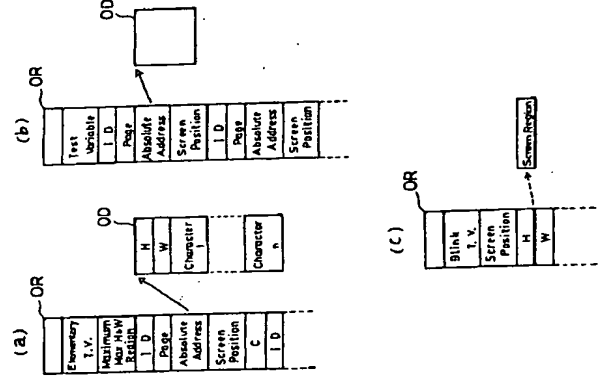 (a)
OR
Elementary
T.V.
Maximum
Max H&W
Region
I D
Page
Absolute
Address
Screen
Position
C
I D
OD
H
W
Character
1
Character
n
(b)
OR
Test
Variable
I D
Page
Absolute
Address
Screen
Position
I D
Page
Absolute
Address
Screen
Position
OD
(c)
OR
Blink
T.V.
Screen
Position
H
W
Screen Region